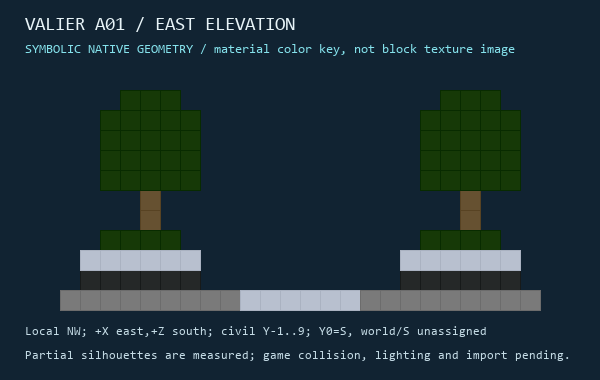 VALIER A01 / EAST ELEVATION
SYMBOLIC NATIVE GEOMETRY / material color key, not block texture image
Local NW; +X east,+Z south; civil Y-1..9; Y0=S, world/S unassigned
Partial silhouettes are measured; game collision, lighting and import pending.